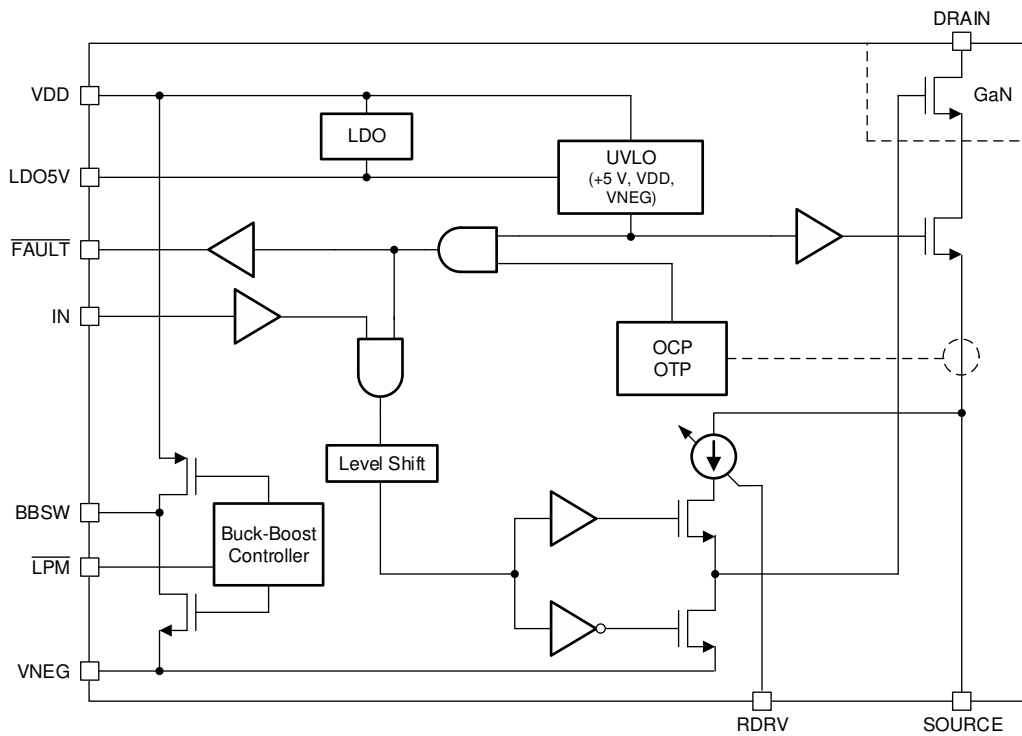 DRAIN
VDD
GaN
LDO
LDO5V
UVLO
(+5 V, VDD,
VNEG)
FAULT
IN
OCP
OTP
Level Shift
BBSW
Buck-Boost
Controller
LPM
VNEG
RDRV
SOURCE